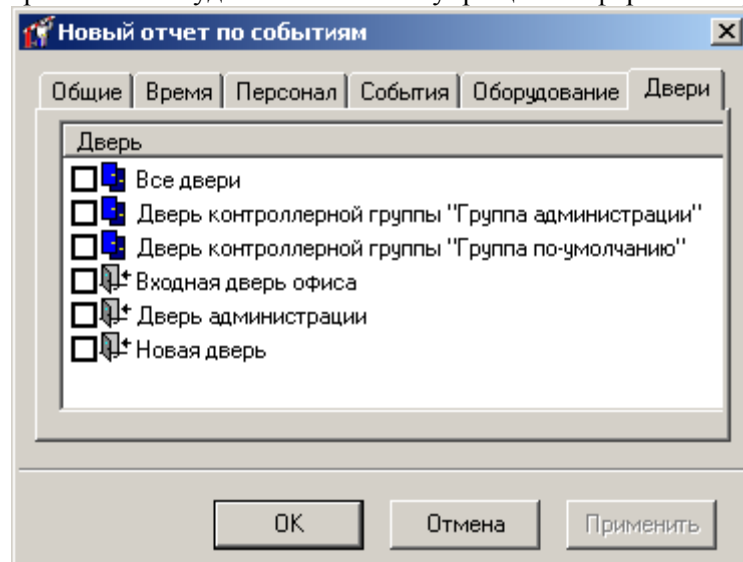 Новый отчет по событиям
Общие Время Персонал События Оборудование Двери
Дверь
Все двери
Дверь контроллерной группы "Группа администрации"
Дверь контроллерной группы "Группа по-умолчанию"
Входная дверь офиса
Дверь администрации
Новая дверь
OK Отмена Применить